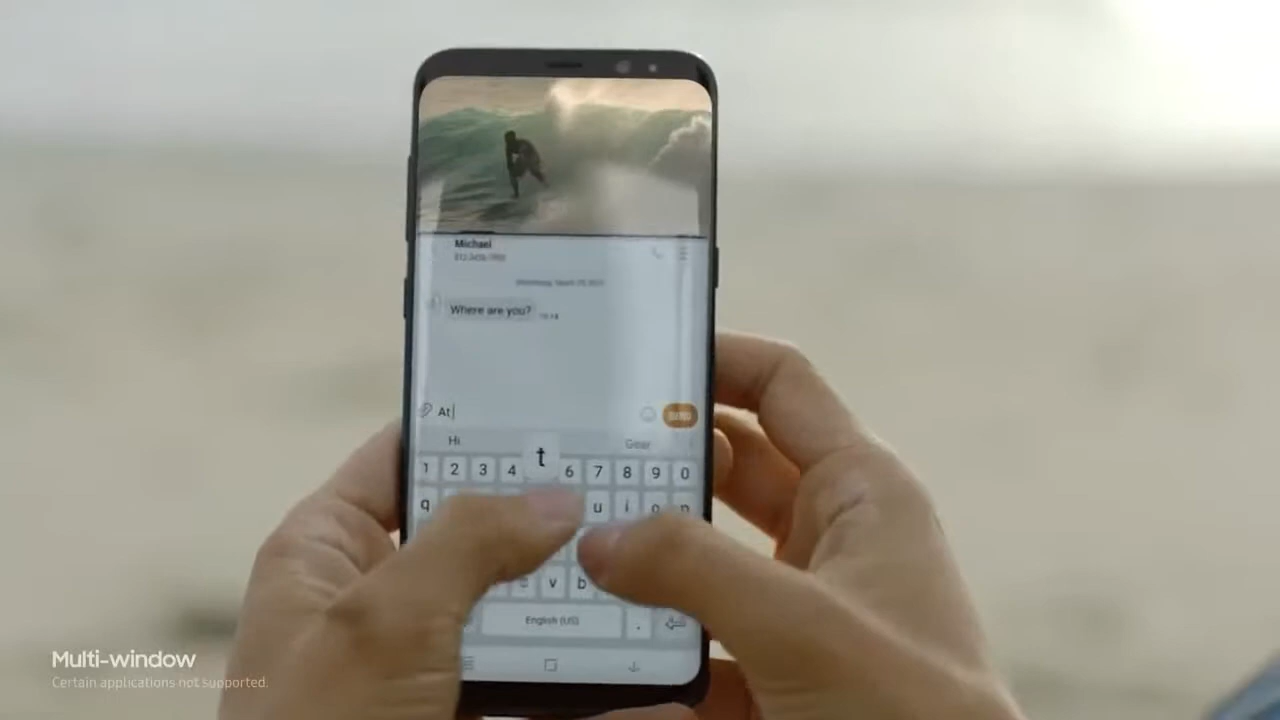 Michael
Where are you?
At
SEND
Hi
Gear
t
1 2 3 4 6 7 8 9 0
q u i o p
v b
English (US)
.
Multi-window
Certain applications not supported.